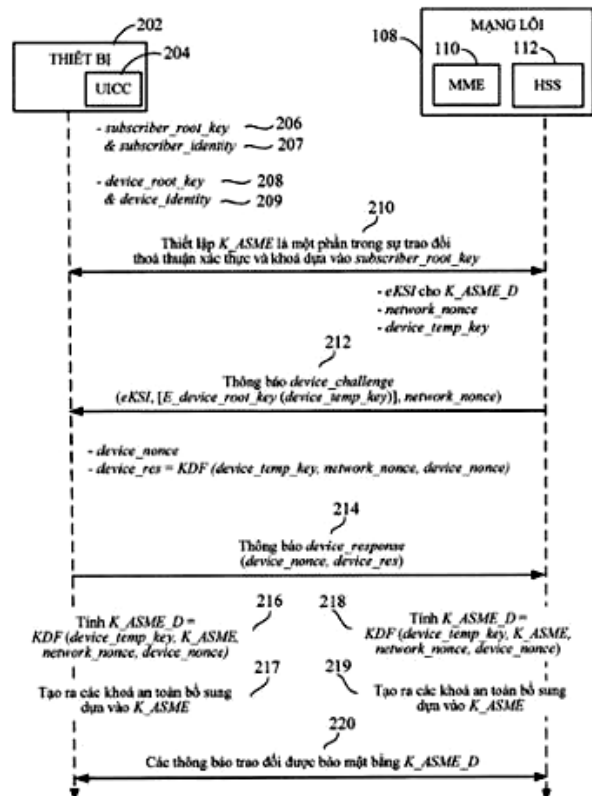 202
THIẾT BỊ
204
UICC
MẠNG LÕI
108
110
112
MME
HSS
- subscriber_root_key
206
& subscriber_identity
207
- device_root_key
208
& device_identity
209
210
Thiết lập K_ASME là một phần trong sự trao đổi
thoả thuận xác thực và khoá dựa vào subscriber_root_key
- eKSI cho K_ASME_D
- network_nonce
- device_temp_key
212
Thông báo device_challenge
(eKSI, [E_device_root_key (device_temp_key)], network_nonce)
- device_nonce
- device_res = KDF (device_temp_key, network_nonce, device_nonce)
214
Thông báo device_response
(device_nonce, device_res)
216
Tính K_ASME_D =
KDF (device_temp_key, K_ASME,
network_nonce, device_nonce)
218
Tính K_ASME_D =
KDF (device_temp_key, K_ASME,
network_nonce, device_nonce)
217
Tạo ra các khoá an toàn bổ sung
dựa vào K_ASME
219
Tạo ra các khoá an toàn bổ sung
dựa vào K_ASME
220
Các thông báo trao đổi được bảo mật bằng K_ASME_D